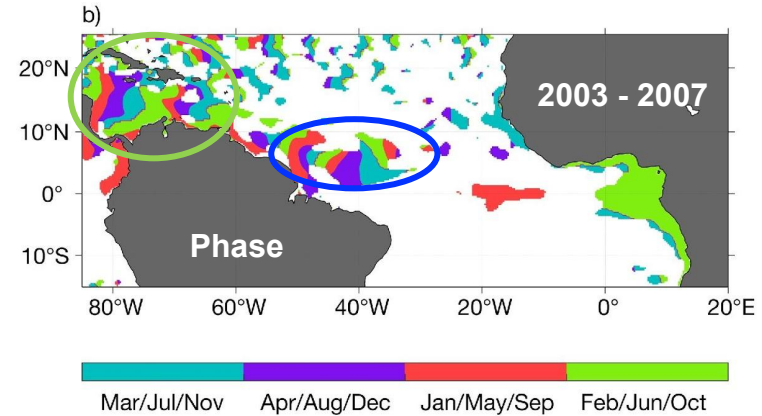 b)
20°N
10°N
0°
10°S
2003 - 2007
Phase
80°W 60°W 40°W 20°W 0° 20°E
Mar/Jul/Nov Apr/Aug/Dec Jan/May/Sep Feb/Jun/Oct